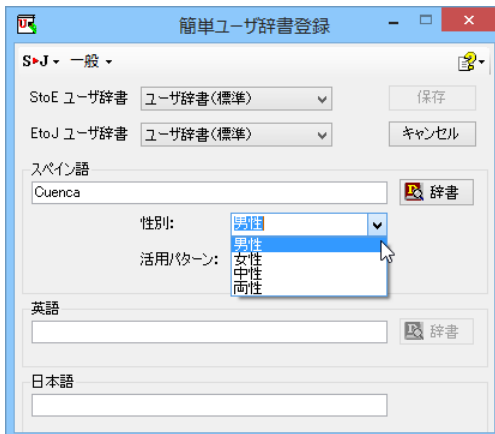 簡単ユーザ辞書登録
S▶J 一般
StoE ユーザ辞書 ユーザ辞書(標準) 保存
EtoJ ユーザ辞書 ユーザ辞書(標準) キャンセル
スペイン語
Cuenca 辞書
性別: 男性
男性
活用パターン: 女性
中性
両性
英語
辞書
日本語